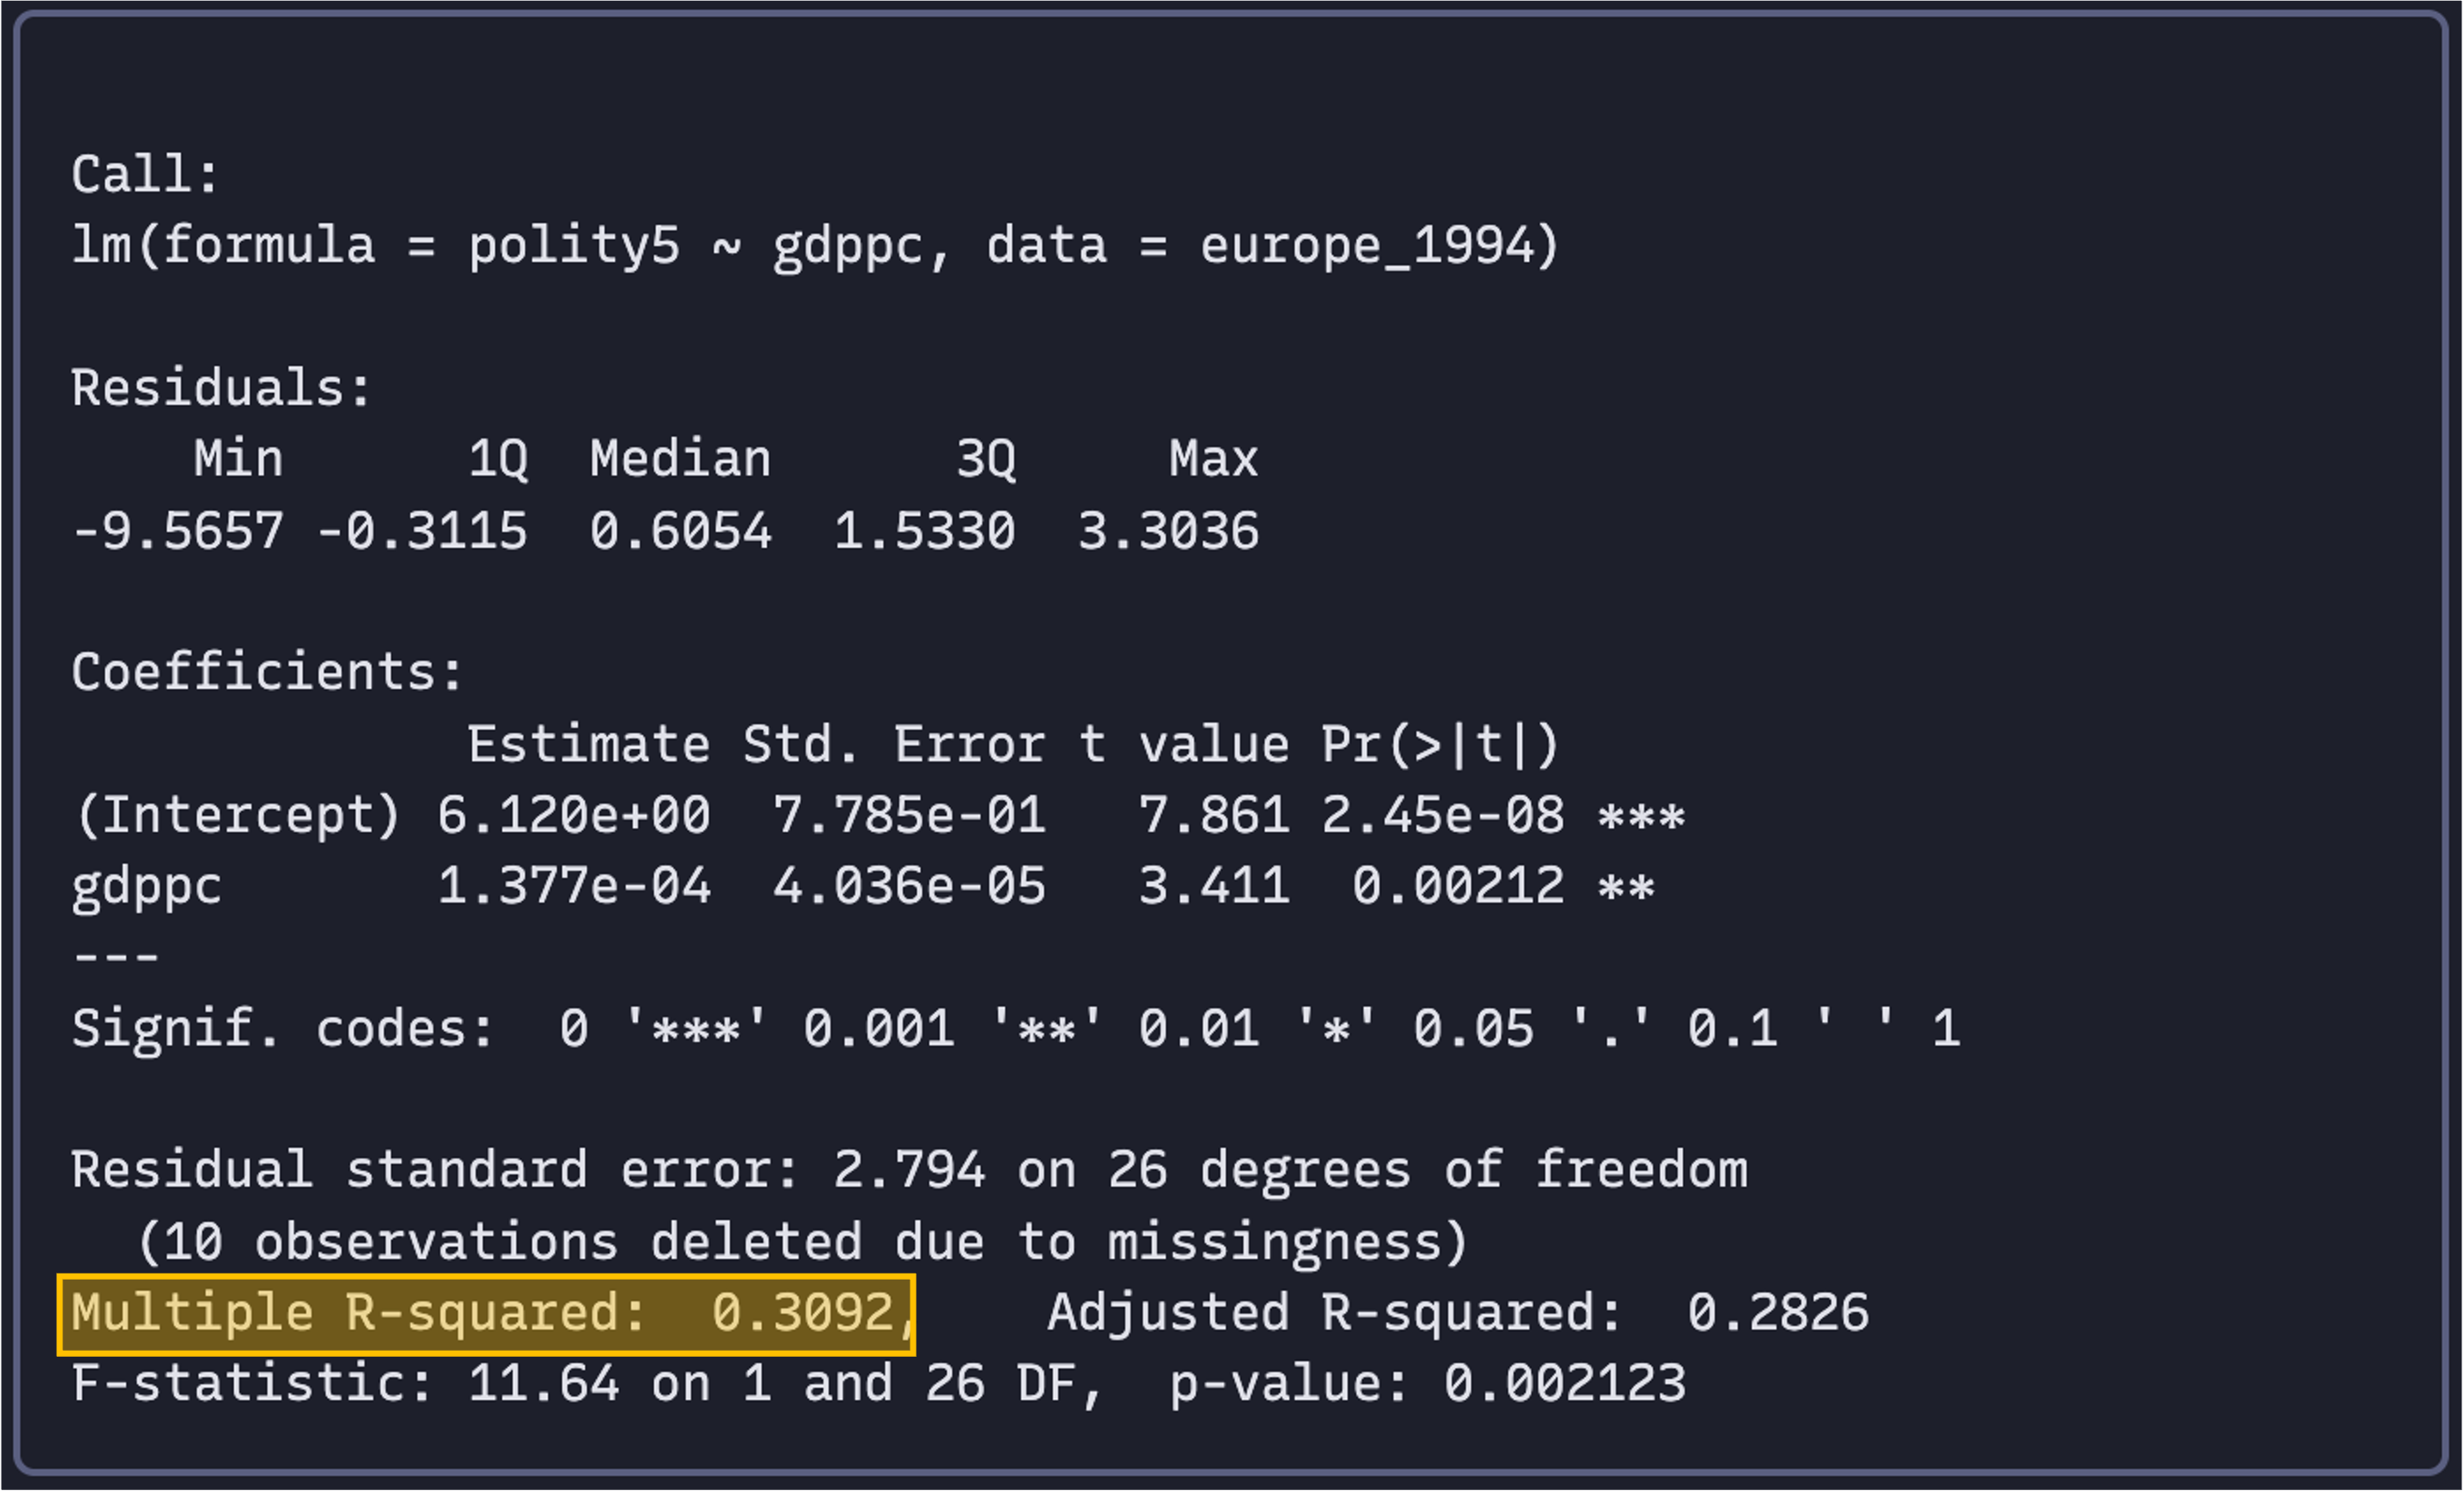 Call:
lm(formula = polity5 ~ gdppc, data = europe_1994)
Residuals:
    Min      1Q  Median      3Q     Max
-9.5657 -0.3115  0.6054  1.5330  3.3036
Coefficients:
             Estimate Std. Error t value Pr(>|t|)
(Intercept) 6.120e+00  7.785e-01   7.861 2.45e-08 ***
gdppc       1.377e-04  4.036e-05   3.411  0.00212 **
---
Signif. codes:  0 '***' 0.001 '**' 0.01 '*' 0.05 '.' 0.1 ' ' 1
Residual standard error: 2.794 on 26 degrees of freedom
  (10 observations deleted due to missingness)
Multiple R-squared:  0.3092,    Adjusted R-squared:  0.2826
F-statistic: 11.64 on 1 and 26 DF,  p-value: 0.002123